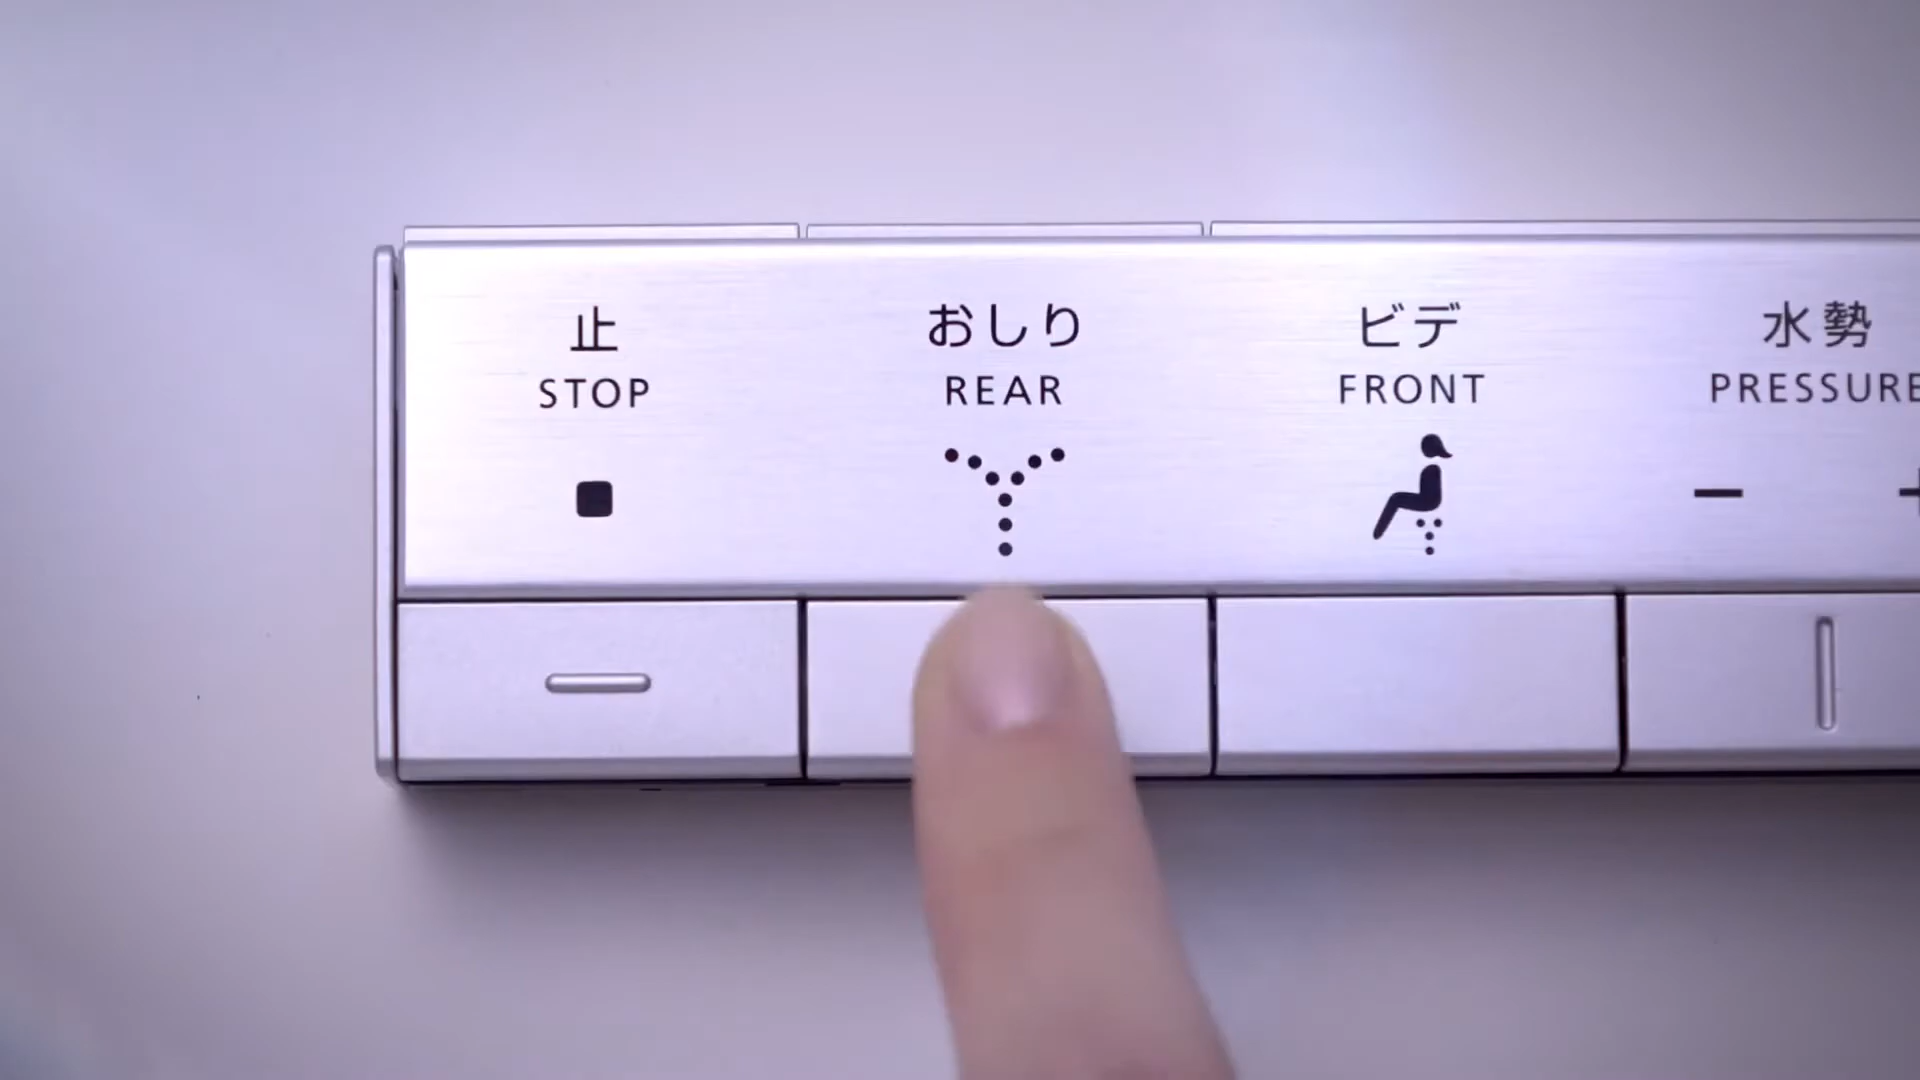 止
STOP
おしり
REAR
ビデ
FRONT
水勢
PRESSURE
− +